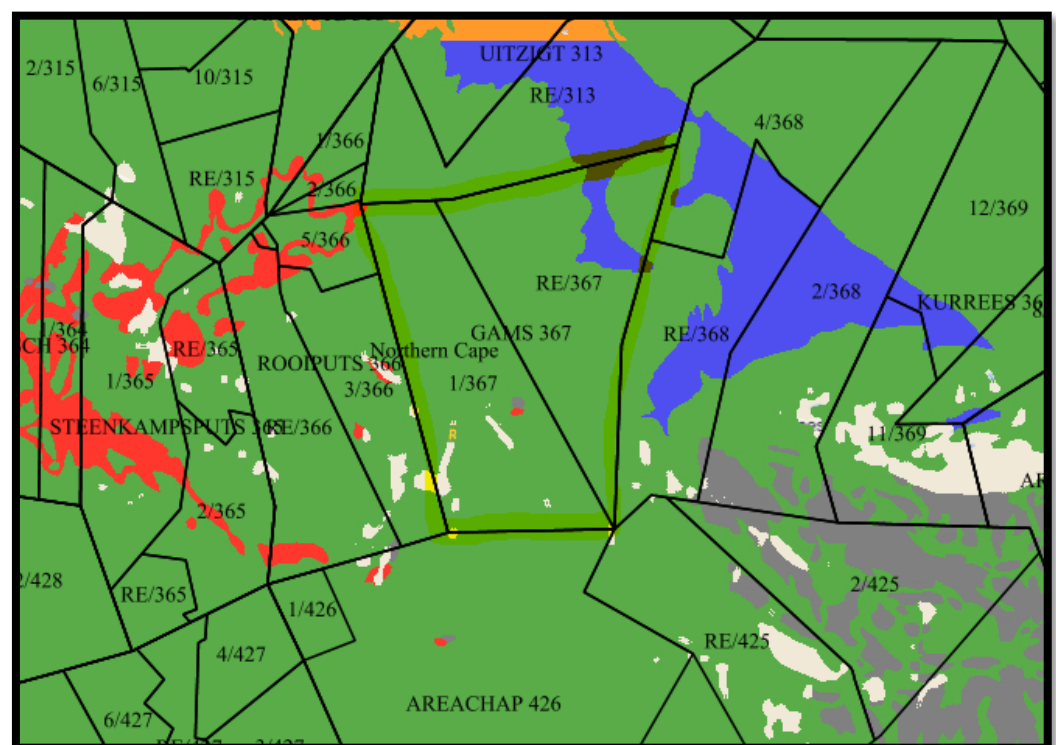 UITZIGT 313
2/315
6/315
10/315
RE/313
4/368
1/366
RE/315
2/366
12/369
5/366
RE/367
2/368
KURREES 36
1/364
CH 364
GAMS 367
RE/368
RE/365
Northern Cape
ROOIPUTS 366
1/365
3/366
1/367
STEENKAMPSPUTS 365
RE/366
R
11/369
2/365
AR
2/428
2/425
RE/365
1/426
RE/425
4/427
AREACHAP 426
6/427